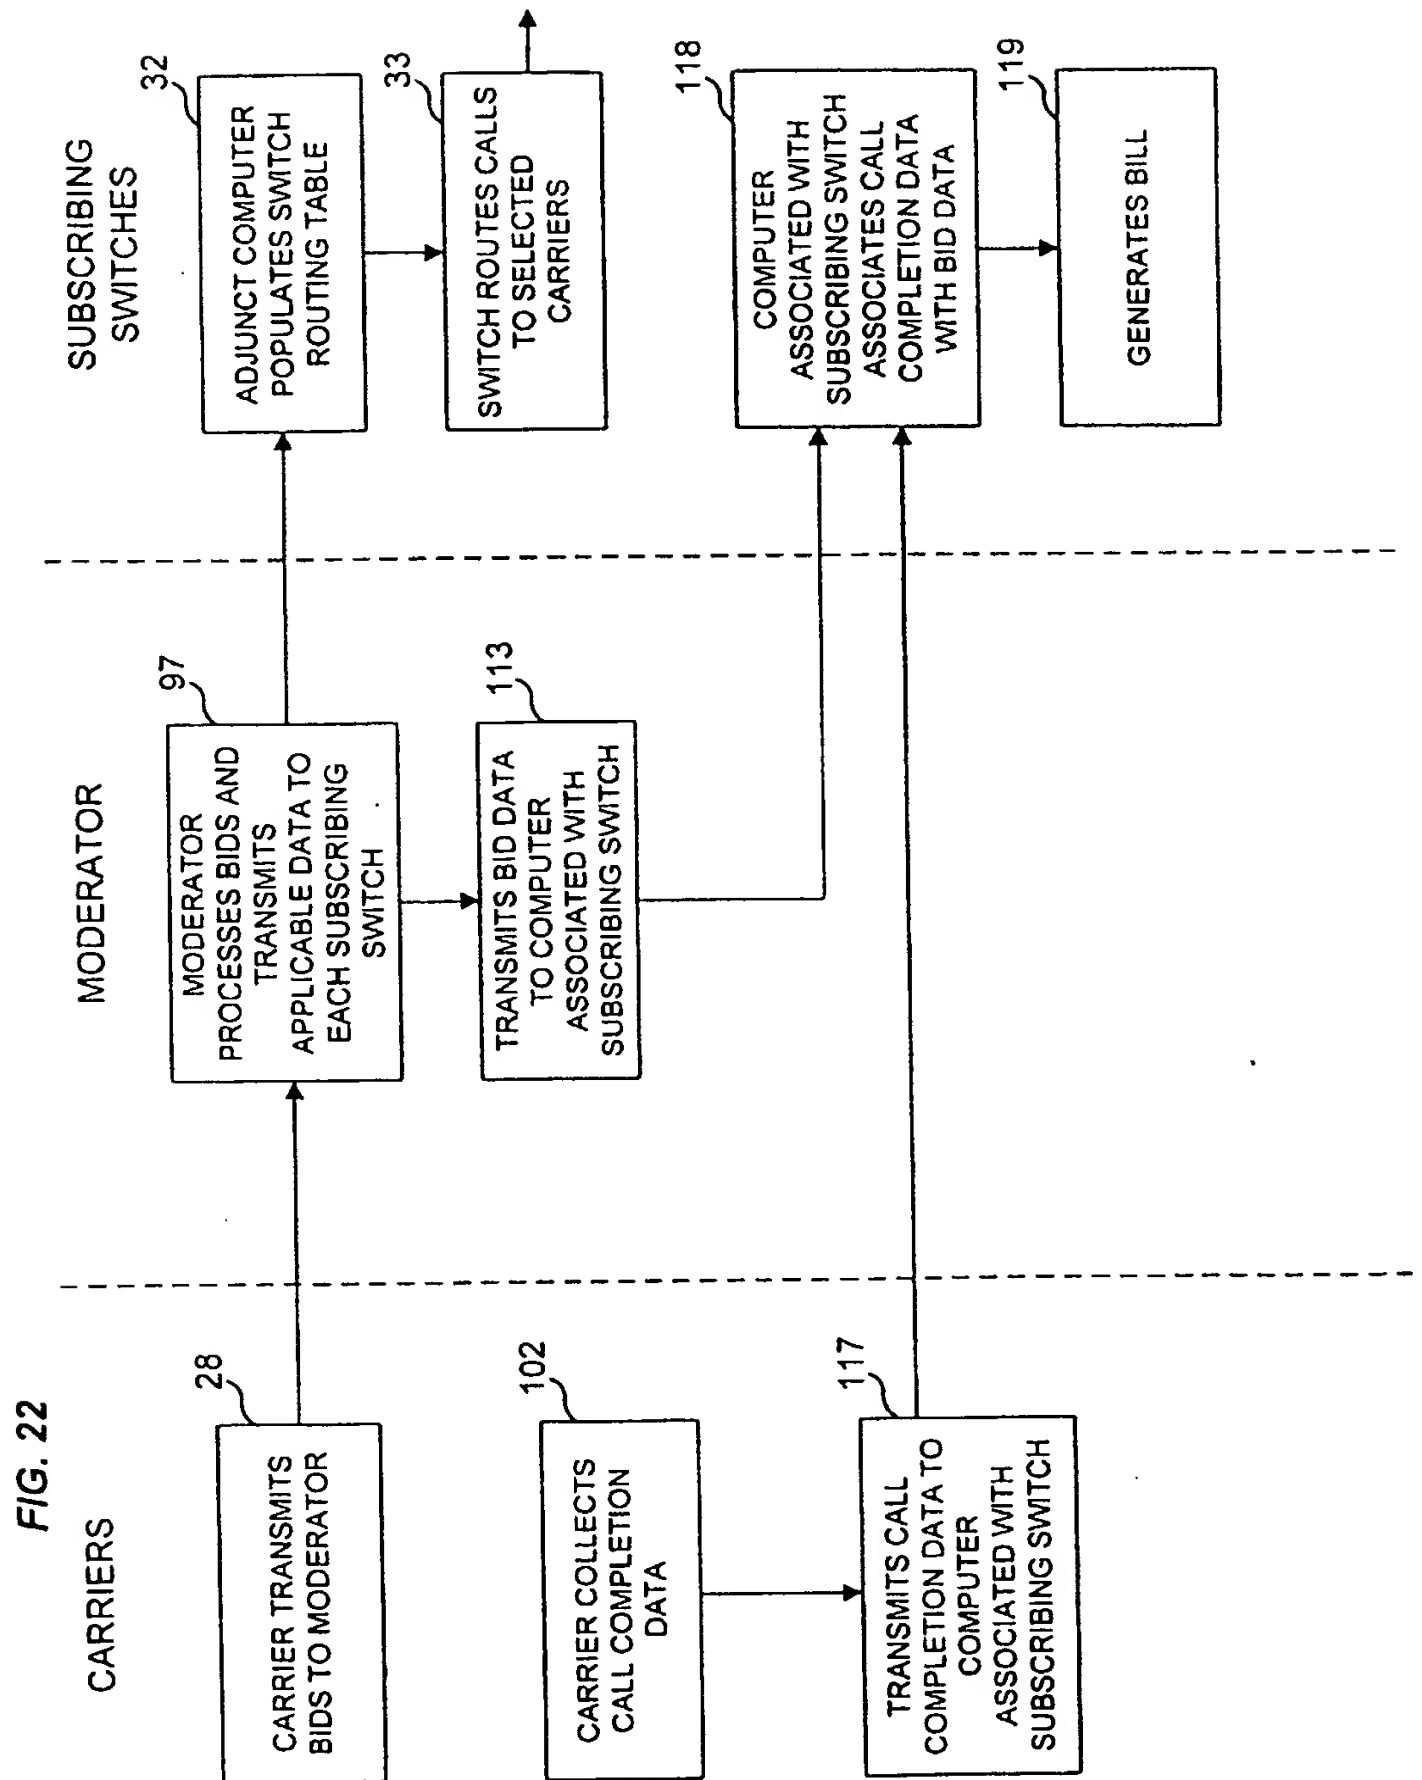 FIG. 22
CARRIERS
MODERATOR
SUBSCRIBING
SWITCHES
28
CARRIER TRANSMITS
BIDS TO MODERATOR
97
MODERATOR
PROCESSES BIDS AND
TRANSMITS
APPLICABLE DATA TO
EACH SUBSCRIBING
SWITCH
32
ADJUNCT COMPUTER
POPULATES SWITCH
ROUTING TABLE
33
SWITCH ROUTES CALLS
TO SELECTED
CARRIERS
113
TRANSMITS BID DATA
TO COMPUTER
ASSOCIATED WITH
SUBSCRIBING SWITCH
102
CARRIER COLLECTS
CALL COMPLETION
DATA
117
TRANSMITS CALL
COMPLETION DATA TO
COMPUTER
ASSOCIATED WITH
SUBSCRIBING SWITCH
118
COMPUTER
ASSOCIATED WITH
SUBSCRIBING SWITCH
ASSOCIATES CALL
COMPLETION DATA
WITH BID DATA
119
GENERATES BILL